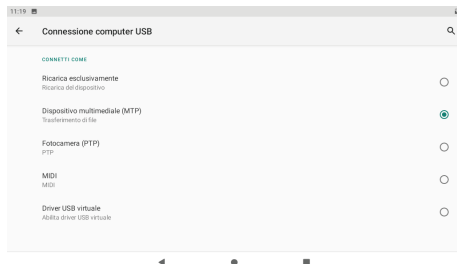 11:19
Connessione computer USB
CONNETTI COME
Ricarica esclusivamente
Ricarica del dispositivo
Dispositivo multimediale (MTP)
Trasferimento di file
Fotocamera (PTP)
PTP
MIDI
MIDI
Driver USB virtuale
Abilita driver USB virtuale